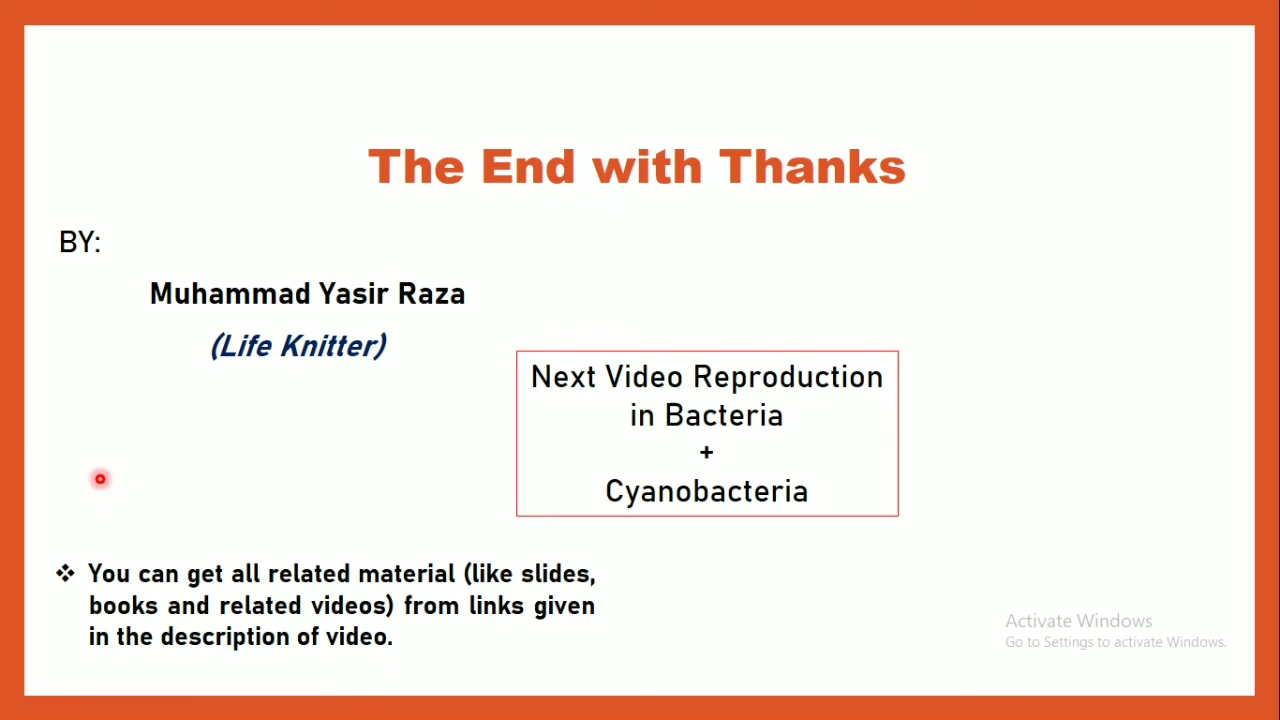 The End with Thanks
BY:
Muhammad Yasir Raza
(Life Knitter)
Next Video Reproduction
in Bacteria
+
Cyanobacteria
❖ You can get all related material (like slides,
books and related videos) from links given
in the description of video.
Activate Windows
Go to Settings to activate Windows.